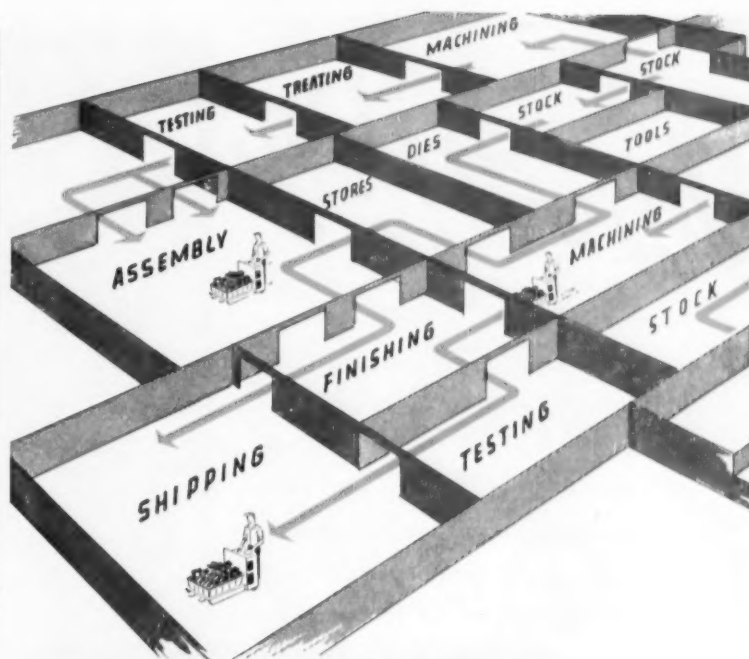 MACHINING
STOCK
TREATING
STOCK
TESTING
TOOLS
DIES
STORES
MACHINING
ASSEMBLY
STOCK
FINISHING
TESTING
SHIPPING